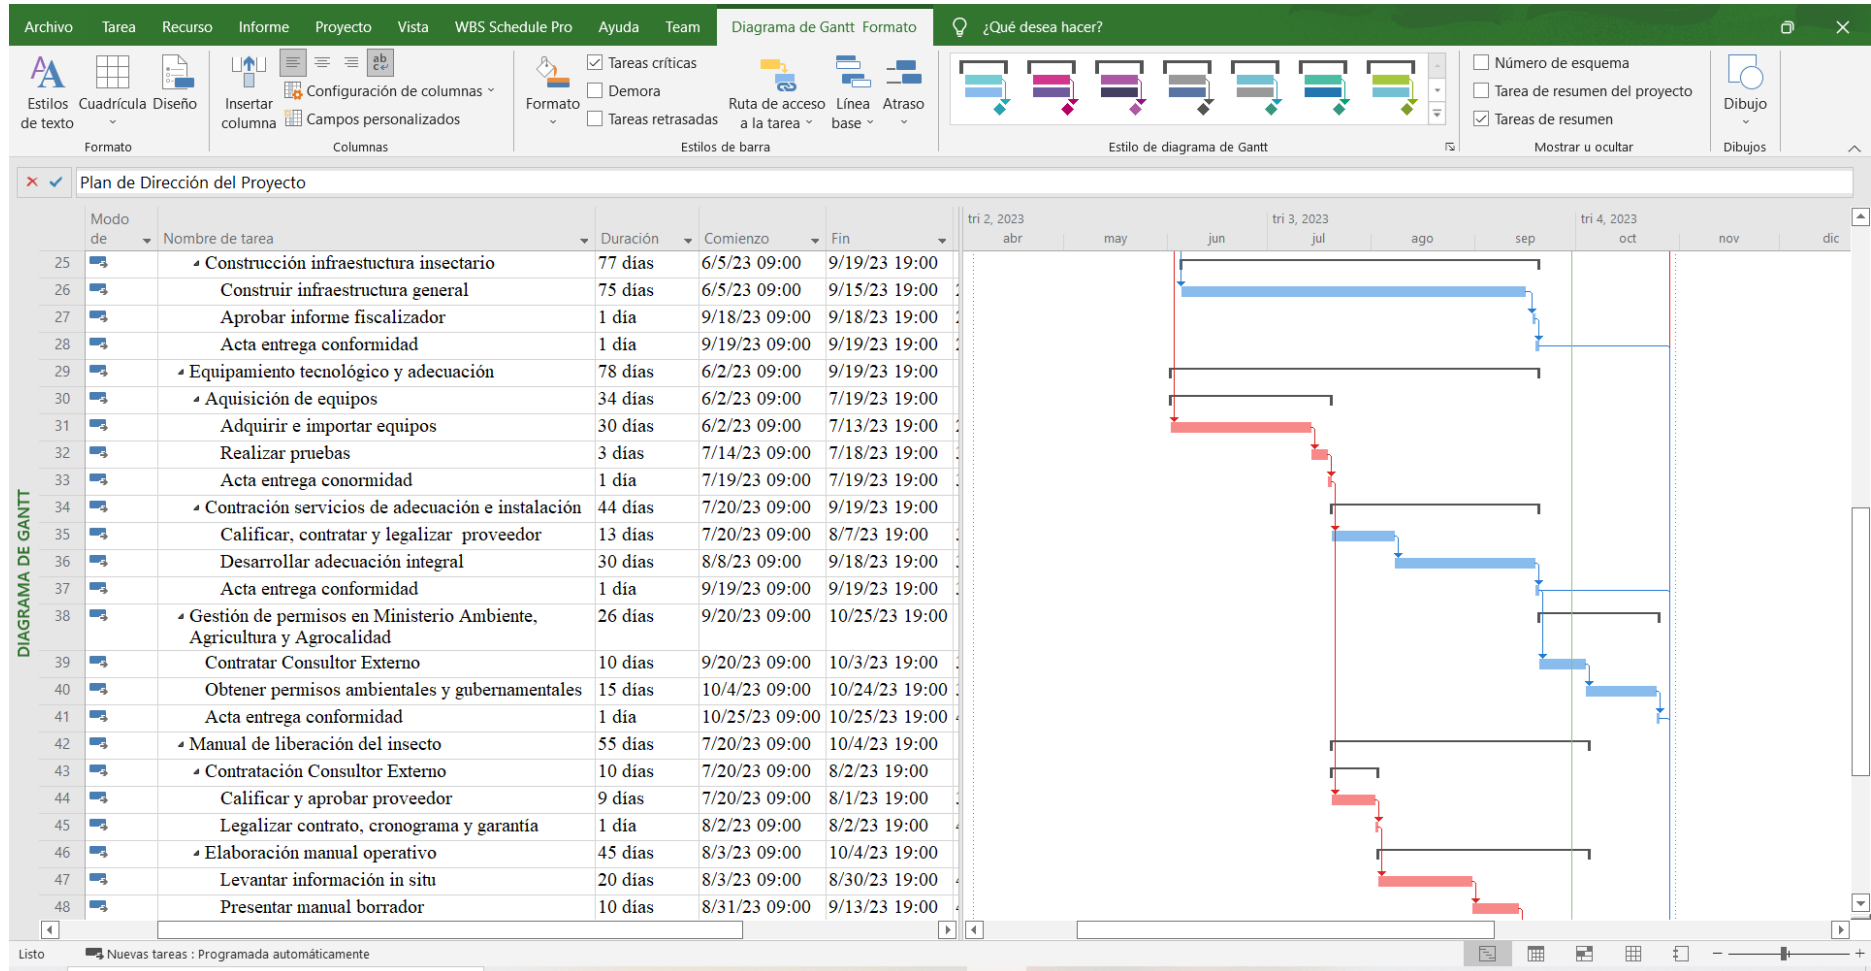 Archivo Tarea Recurso Informe Proyecto Vista WBS Schedule Pro Ayuda Team Diagrama de Gantt Formato ¿Qué desea hacer?
Estilos de texto
Cuadrícula
Diseño
Formato
Insertar columna
Configuración de columnas
Campos personalizados
Columnas
Formato
Tareas críticas
Demora
Tareas retrasadas
Ruta de acceso a la tarea
Línea base
Atraso
Estilos de barra
Estilo de diagrama de Gantt
Número de esquema
Tarea de resumen del proyecto
Tareas de resumen
Mostrar u ocultar
Dibujo
Dibujos
Plan de Dirección del Proyecto
Modo de Nombre de tarea Duración Comienzo Fin
tri 2, 2023 tri 3, 2023 tri 4, 2023
abr may jun jul ago sep oct nov dic
25 Construcción infraestuctura insectario 77 días 6/5/23 09:00 9/19/23 19:00
26 Construir infraestructura general 75 días 6/5/23 09:00 9/15/23 19:00
27 Aprobar informe fiscalizador 1 día 9/18/23 09:00 9/18/23 19:00
28 Acta entrega conformidad 1 día 9/19/23 09:00 9/19/23 19:00
29 Equipamiento tecnológico y adecuación 78 días 6/2/23 09:00 9/19/23 19:00
30 Aquisición de equipos 34 días 6/2/23 09:00 7/19/23 19:00
31 Adquirir e importar equipos 30 días 6/2/23 09:00 7/13/23 19:00
32 Realizar pruebas 3 días 7/14/23 09:00 7/18/23 19:00
33 Acta entrega conormidad 1 día 7/19/23 09:00 7/19/23 19:00
34 Contración servicios de adecuación e instalación 44 días 7/20/23 09:00 9/19/23 19:00
35 Calificar, contratar y legalizar proveedor 13 días 7/20/23 09:00 8/7/23 19:00
36 Desarrollar adecuación integral 30 días 8/8/23 09:00 9/18/23 19:00
37 Acta entrega conformidad 1 día 9/19/23 09:00 9/19/23 19:00
38 Gestión de permisos en Ministerio Ambiente, 26 días 9/20/23 09:00 10/25/23 19:00
Agricultura y Agrocalidad
39 Contratar Consultor Externo 10 días 9/20/23 09:00 10/3/23 19:00
40 Obtener permisos ambientales y gubernamentales 15 días 10/4/23 09:00 10/24/23 19:00
41 Acta entrega conformidad 1 día 10/25/23 09:00 10/25/23 19:00
42 Manual de liberación del insecto 55 días 7/20/23 09:00 10/4/23 19:00
43 Contratación Consultor Externo 10 días 7/20/23 09:00 8/2/23 19:00
44 Calificar y aprobar proveedor 9 días 7/20/23 09:00 8/1/23 19:00
45 Legalizar contrato, cronograma y garantía 1 día 8/2/23 09:00 8/2/23 19:00
46 Elaboración manual operativo 45 días 8/3/23 09:00 10/4/23 19:00
47 Levantar información in situ 20 días 8/3/23 09:00 8/30/23 19:00
48 Presentar manual borrador 10 días 8/31/23 09:00 9/13/23 19:00
DIAGRAMA DE GANTT
Listo Nuevas tareas : Programada automáticamente